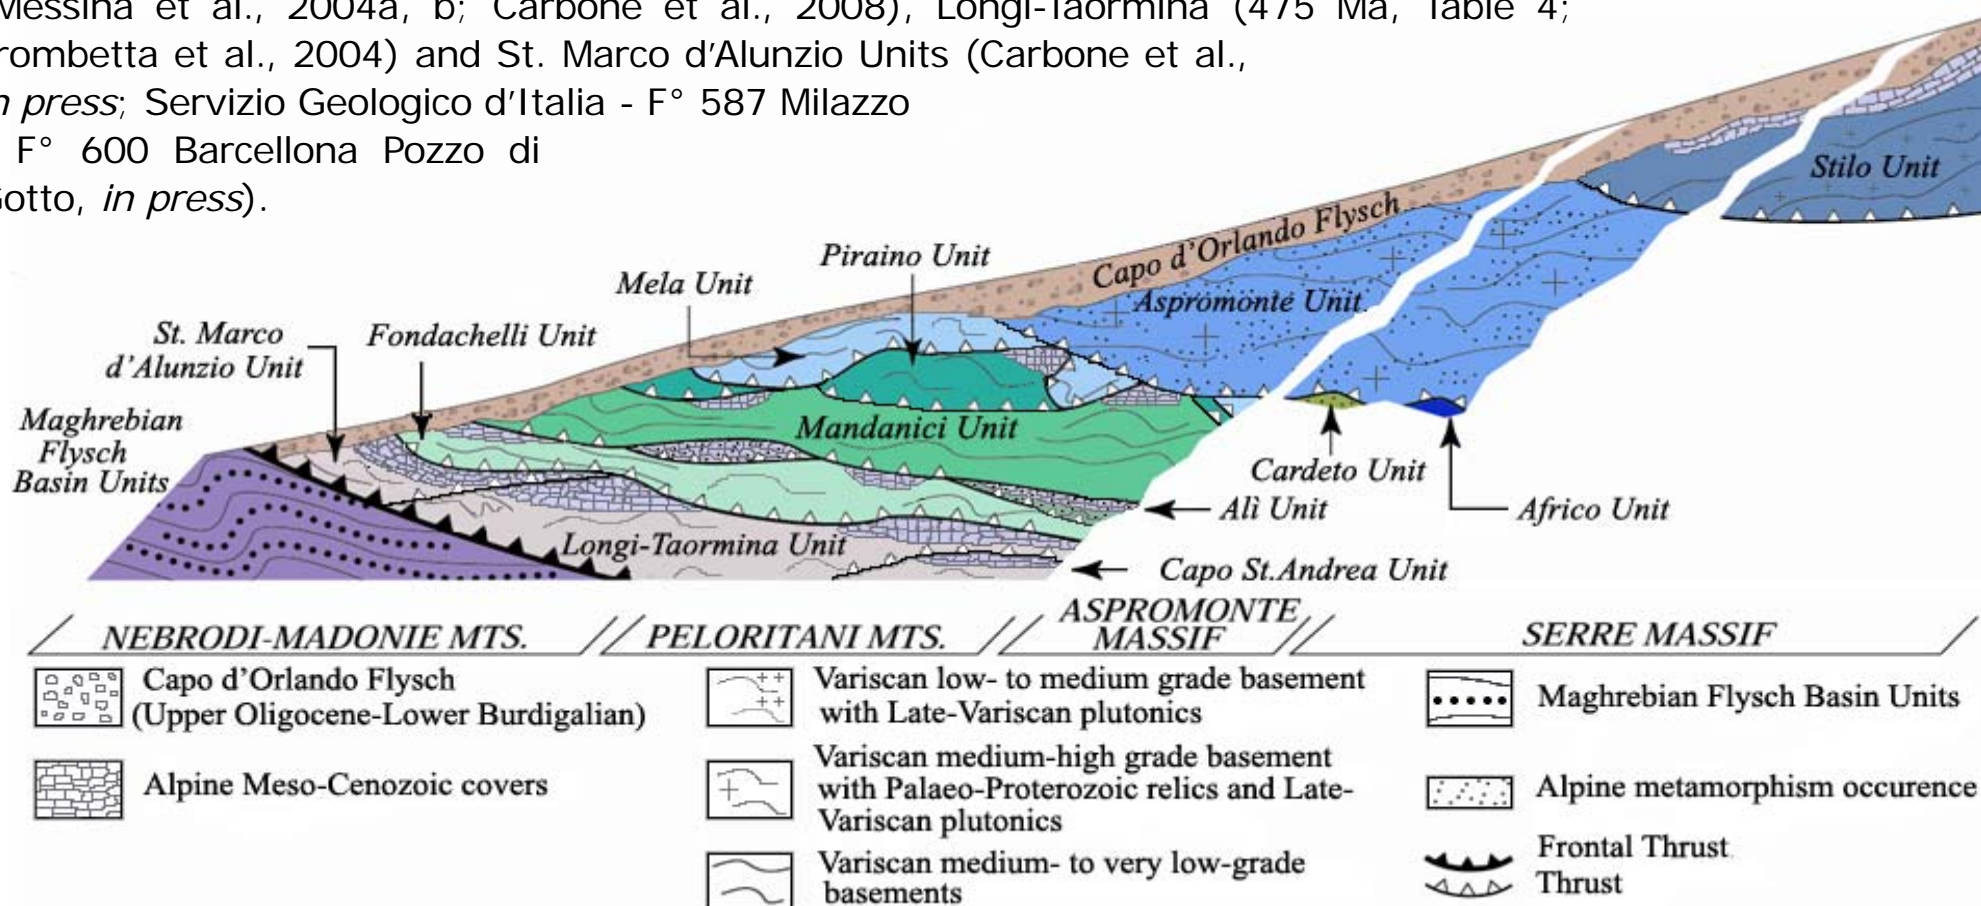 Messina et al., 2004a, b; Carbone et al., 2008), Longi-Taormina (475 Ma, Table 4;
rombetta et al., 2004) and St. Marco d'Alunzio Units (Carbone et al.,
n press; Servizio Geologico d'Italia - F° 587 Milazzo
F° 600 Barcellona Pozzo di
Gotto, in press).
Stilo Unit
Capo d'Orlando Flysch
Piraino Unit
Mela Unit
Aspromonte Unit
St. Marco
d'Alunzio Unit
Fondachelli Unit
Maghrebian
Flysch
Basin Units
Mandanici Unit
Cardeto Unit
Alì Unit
Africo Unit
Longi-Taormina Unit
Capo St.Andrea Unit
NEBRODI-MADONIE MTS.
PELORITANI MTS.
ASPROMONTE
MASSIF
SERRE MASSIF
Capo d'Orlando Flysch
(Upper Oligocene-Lower Burdigalian)
Alpine Meso-Cenozoic covers
Variscan low- to medium grade basement
with Late-Variscan plutonics
Variscan medium-high grade basement
with Palaeo-Proterozoic relics and Late-
Variscan plutonics
Variscan medium- to very low-grade
basements
Maghrebian Flysch Basin Units
Alpine metamorphism occurence
Frontal Thrust
Thrust